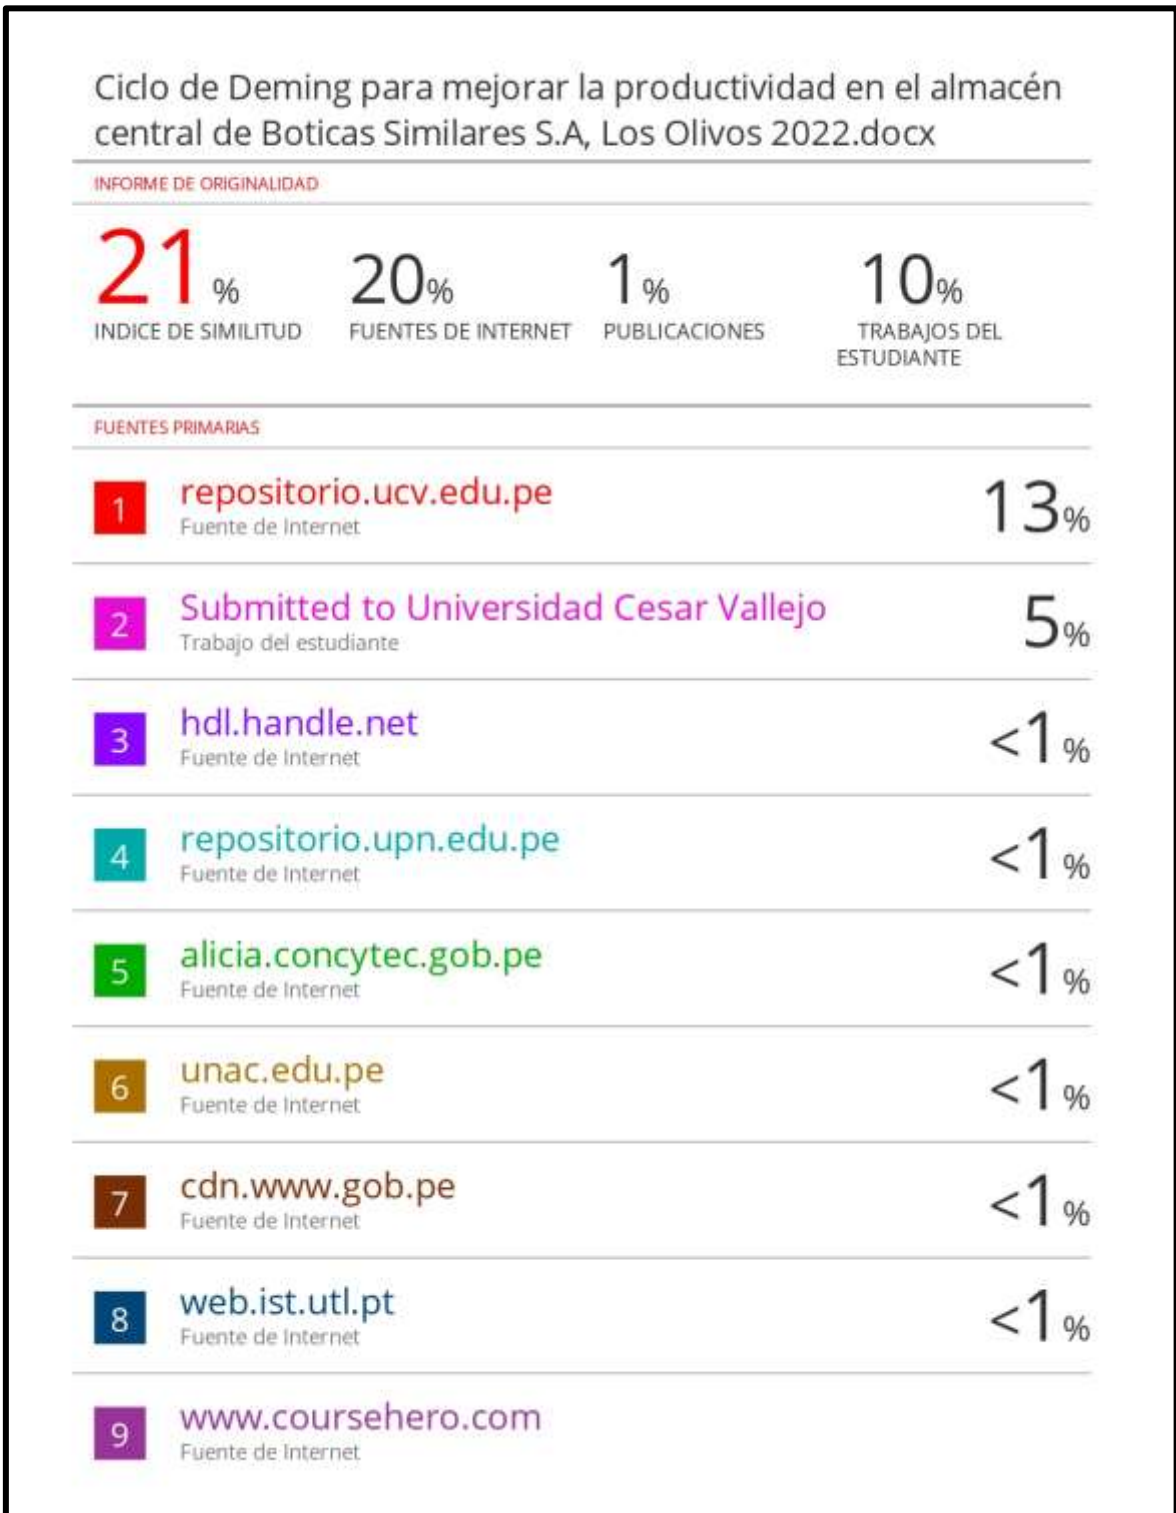 Ciclo de Deming para mejorar la productividad en el almacén
central de Boticas Similares S.A, Los Olivos 2022.docx
INFORME DE ORIGINALIDAD
21% 20% 1% 10%
INDICE DE SIMILITUD FUENTES DE INTERNET PUBLICACIONES TRABAJOS DEL
ESTUDIANTE
FUENTES PRIMARIAS
1 repositorio.ucv.edu.pe 13%
Fuente de Internet
2 Submitted to Universidad Cesar Vallejo 5%
Trabajo del estudiante
3 hdl.handle.net <1%
Fuente de Internet
4 repositorio.upn.edu.pe <1%
Fuente de Internet
5 alicia.concytec.gob.pe <1%
Fuente de Internet
6 unac.edu.pe <1%
Fuente de Internet
7 cdn.www.gob.pe <1%
Fuente de Internet
8 web.ist.utl.pt <1%
Fuente de Internet
9 www.coursehero.com
Fuente de Internet